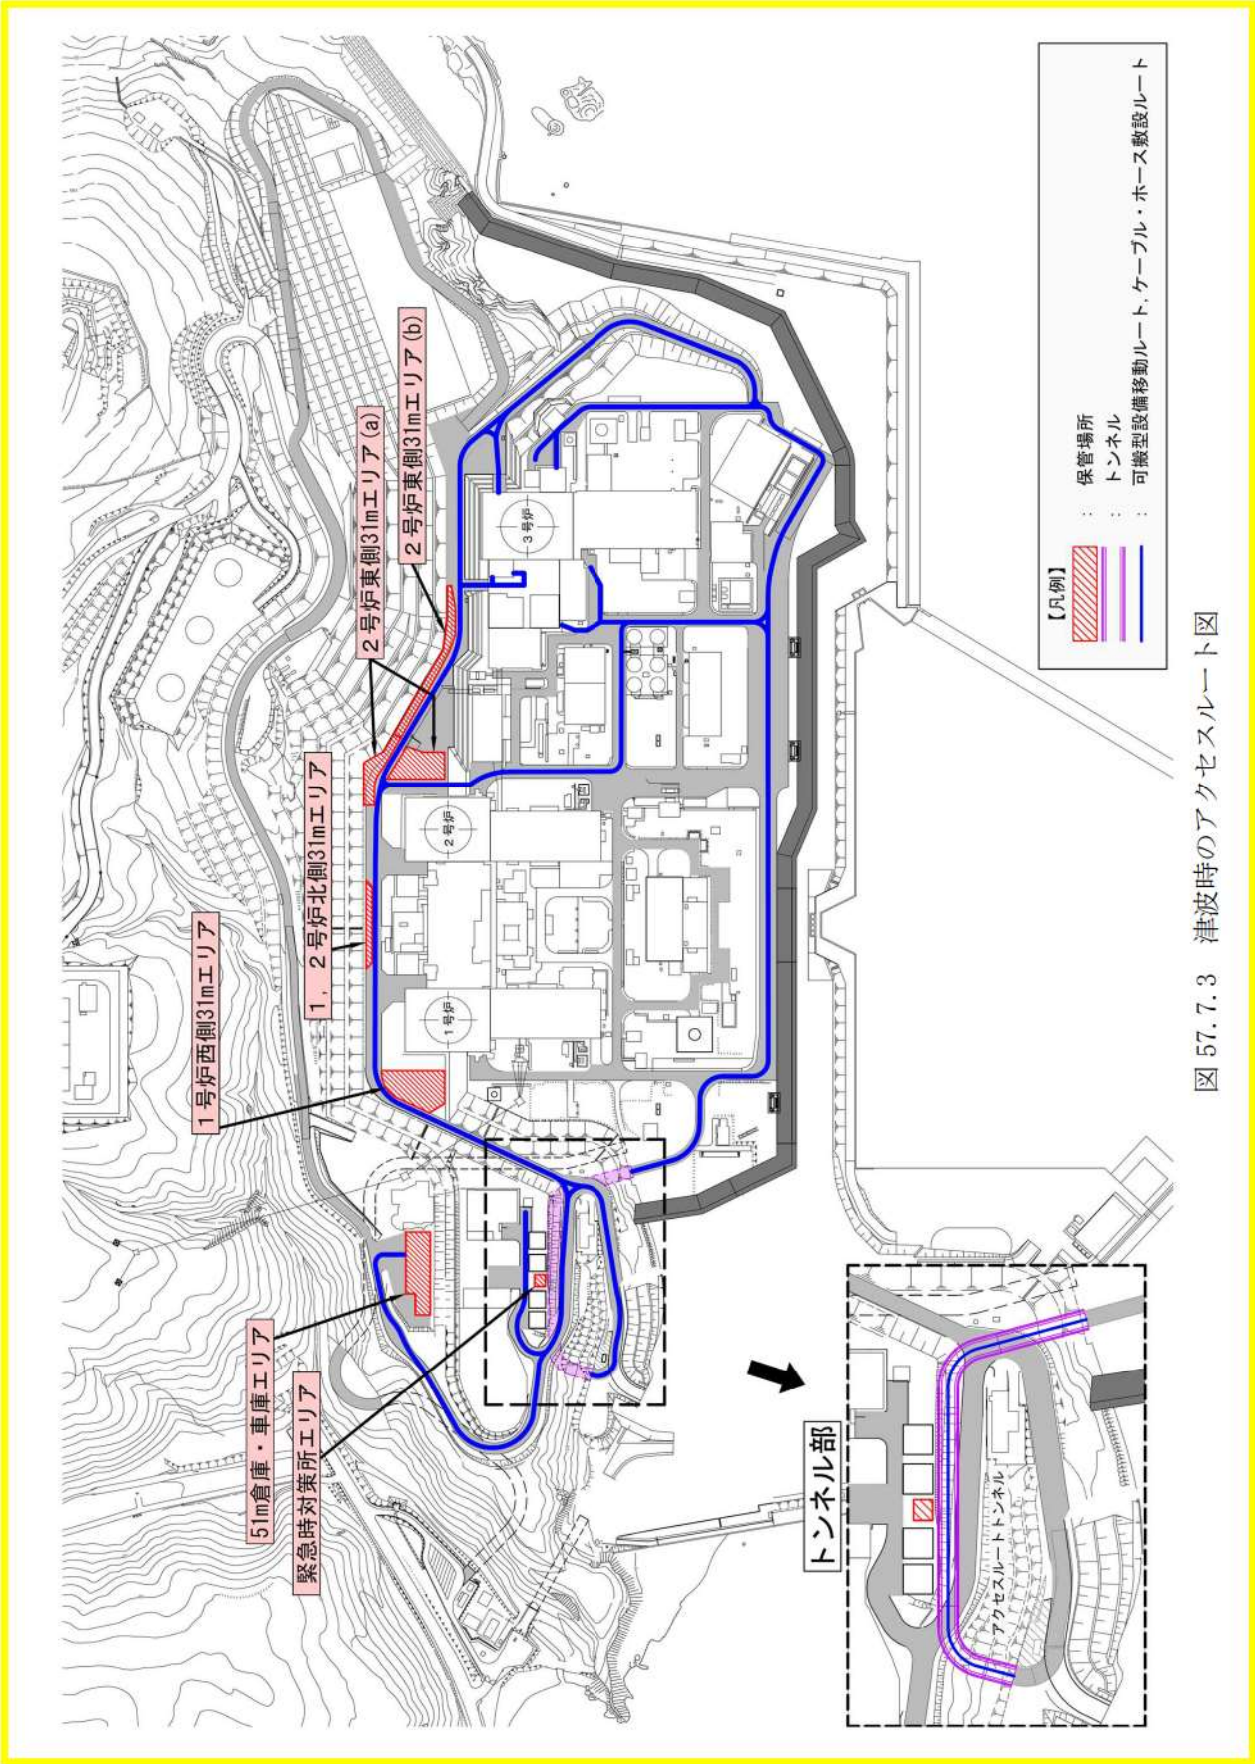 51m倉庫・車庫エリア
緊急時対策所エリア
1号炉西側31mエリア
1,2号炉北側31mエリア
2号炉東側31mエリア(a)
2号炉東側31mエリア(b)
1号炉
2号炉
3号炉
トンネル部
アクセスルートトンネル
【凡例】
: 保管場所
: トンネル
: 可搬型設備移動ルート,ケーブル・ホース敷設ルート
図57.7.3 津波時のアクセスルート図